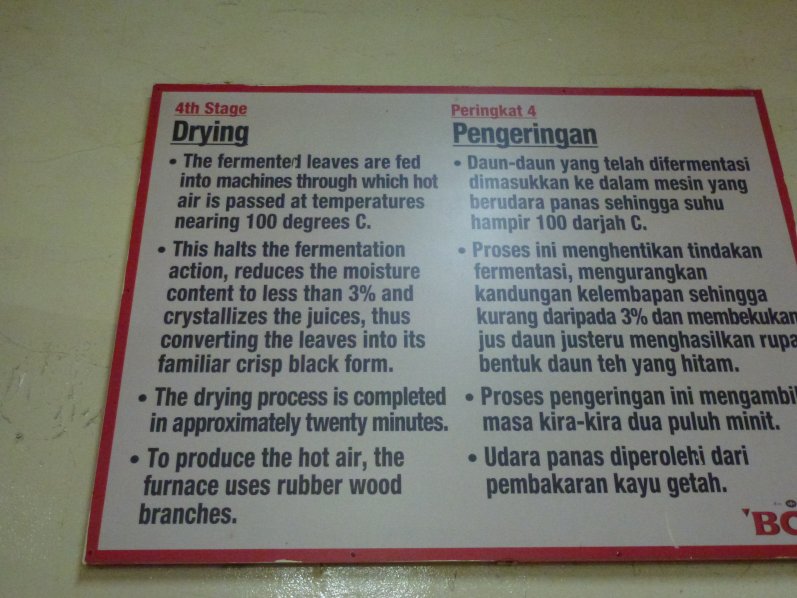 4th Stage
Drying
• The fermented leaves are fed
into machines through which hot
air is passed at temperatures
nearing 100 degrees C.
• This halts the fermentation
action, reduces the moisture
content to less than 3% and
crystallizes the juices, thus
converting the leaves into its
familiar crisp black form.
• The drying process is completed
in approximately twenty minutes.
• To produce the hot air, the
furnace uses rubber wood
branches.
Peringkat 4
Pengeringan
• Daun-daun yang telah difermentasi
dimasukkan ke dalam mesin yang
berudara panas sehingga suhu
hampir 100 darjah C.
• Proses ini menghentikan tindakan
fermentasi, mengurangkan
kandungan kelembapan sehingga
kurang daripada 3% dan membekukan
jus daun justeru menghasilkan rupa
bentuk daun teh yang hitam.
• Proses pengeringan ini mengambil
masa kira-kira dua puluh minit.
• Udara panas diperolehi dari
pembakaran kayu getah.